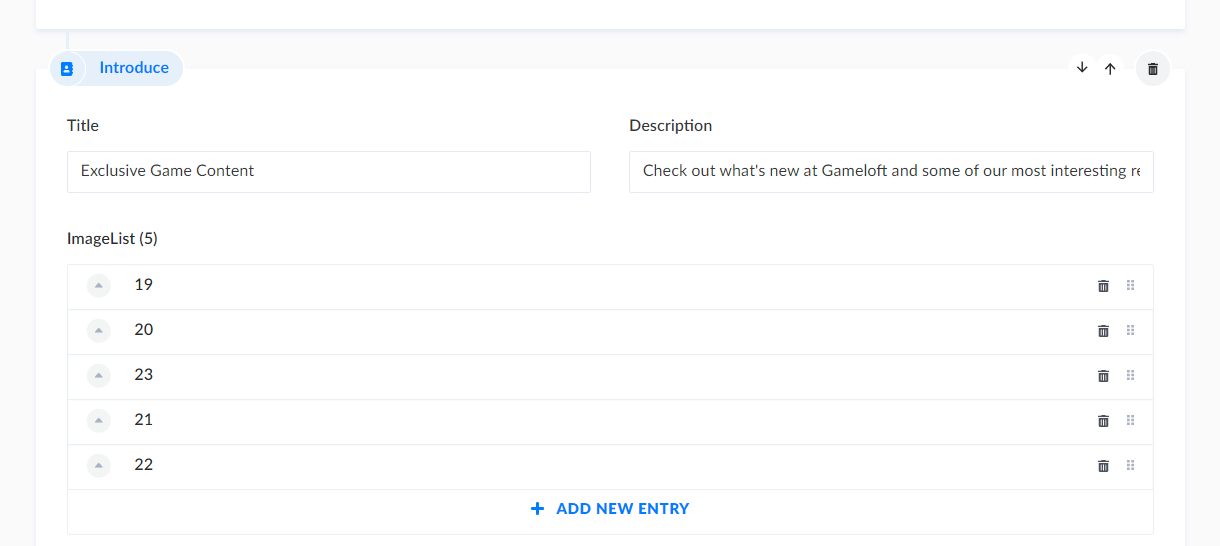 Introduce
Title
Description
Exclusive Game Content
Check out what's new at Gameloft and some of our most interesting re
ImageList (5)
19
20
23
21
22
ADD NEW ENTRY